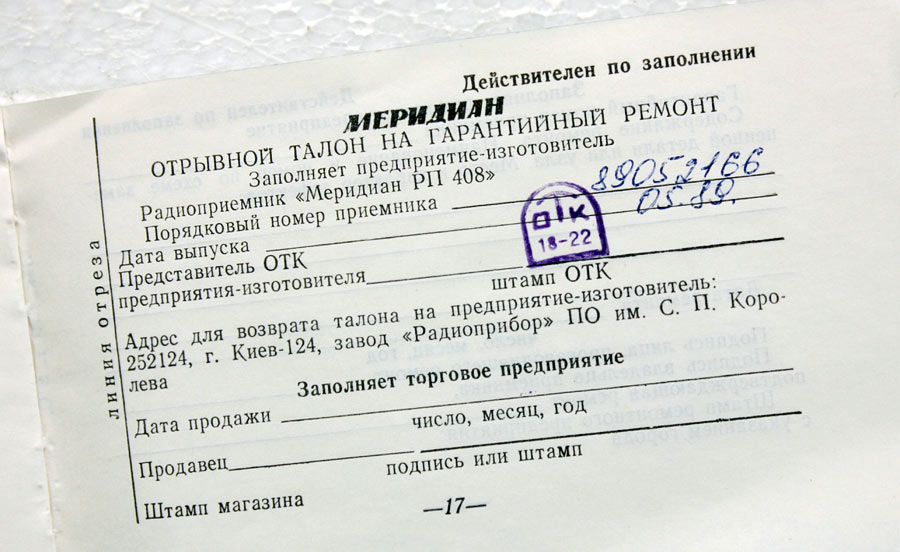 Действителен по заполнении
МЕРИДИАН
ОТРЫВНОЙ ТАЛОН НА ГАРАНТИЙНЫЙ РЕМОНТ
Заполняет предприятие-изготовитель
Радиоприемник «Меридиан РП 408»
Порядковый номер приемника 89052166
Дата выпуска 05.89.
Представитель ОТК
предприятия-изготовителя
отк
18-22
штамп ОТК
Адрес для возврата талона на предприятие-изготовитель:
252124, г. Киев-124, завод «Радиоприбор» ПО им. С. П. Коро-
лева
Заполняет торговое предприятие
Дата продажи
число, месяц, год
Продавец
подпись или штамп
Штамп магазина
—17—
линия отреза